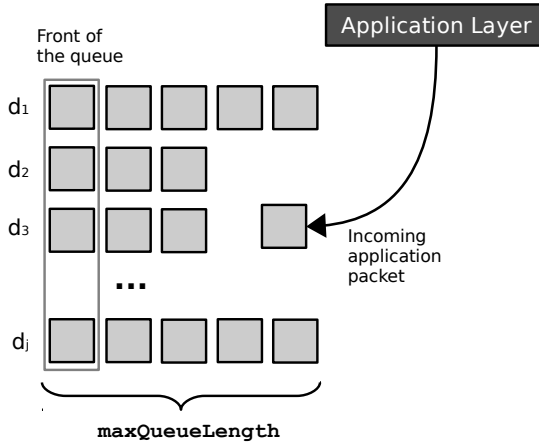 Application Layer
Front of
the queue
d1
d2
d3
Incoming
application
packet
...
dj
maxQueueLength